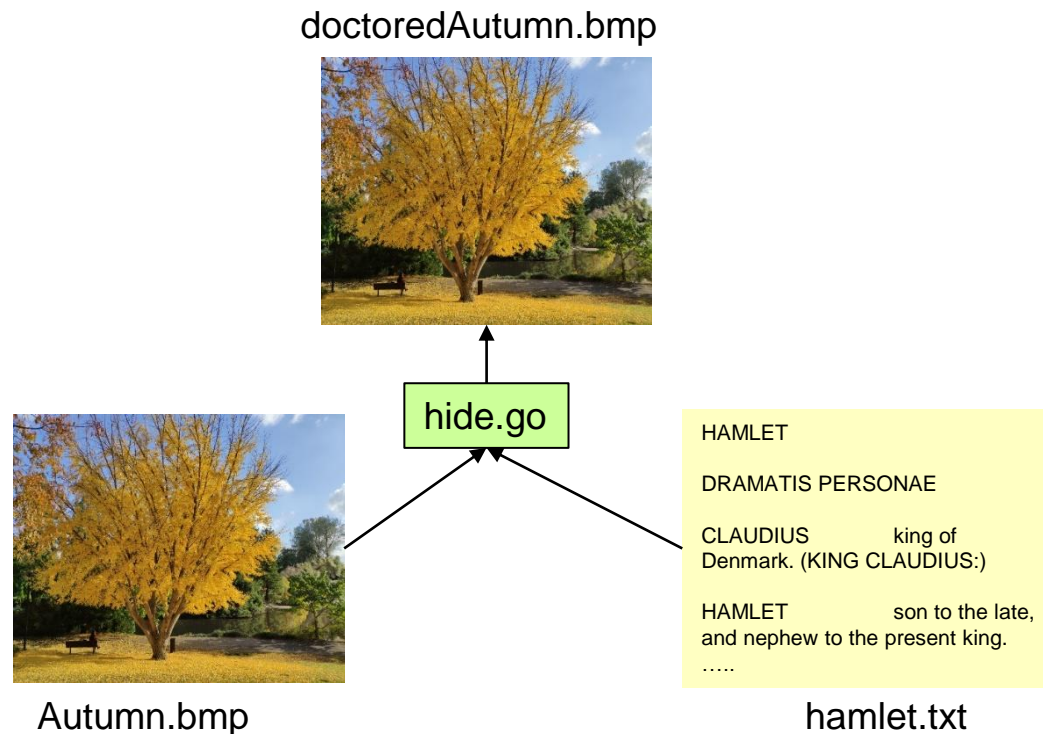 doctoredAutumn.bmp
hide.go
HAMLET
DRAMATIS PERSONAE
CLAUDIUS king of
Denmark. (KING CLAUDIUS:)
HAMLET son to the late,
and nephew to the present king.
…..
Autumn.bmp
hamlet.txt